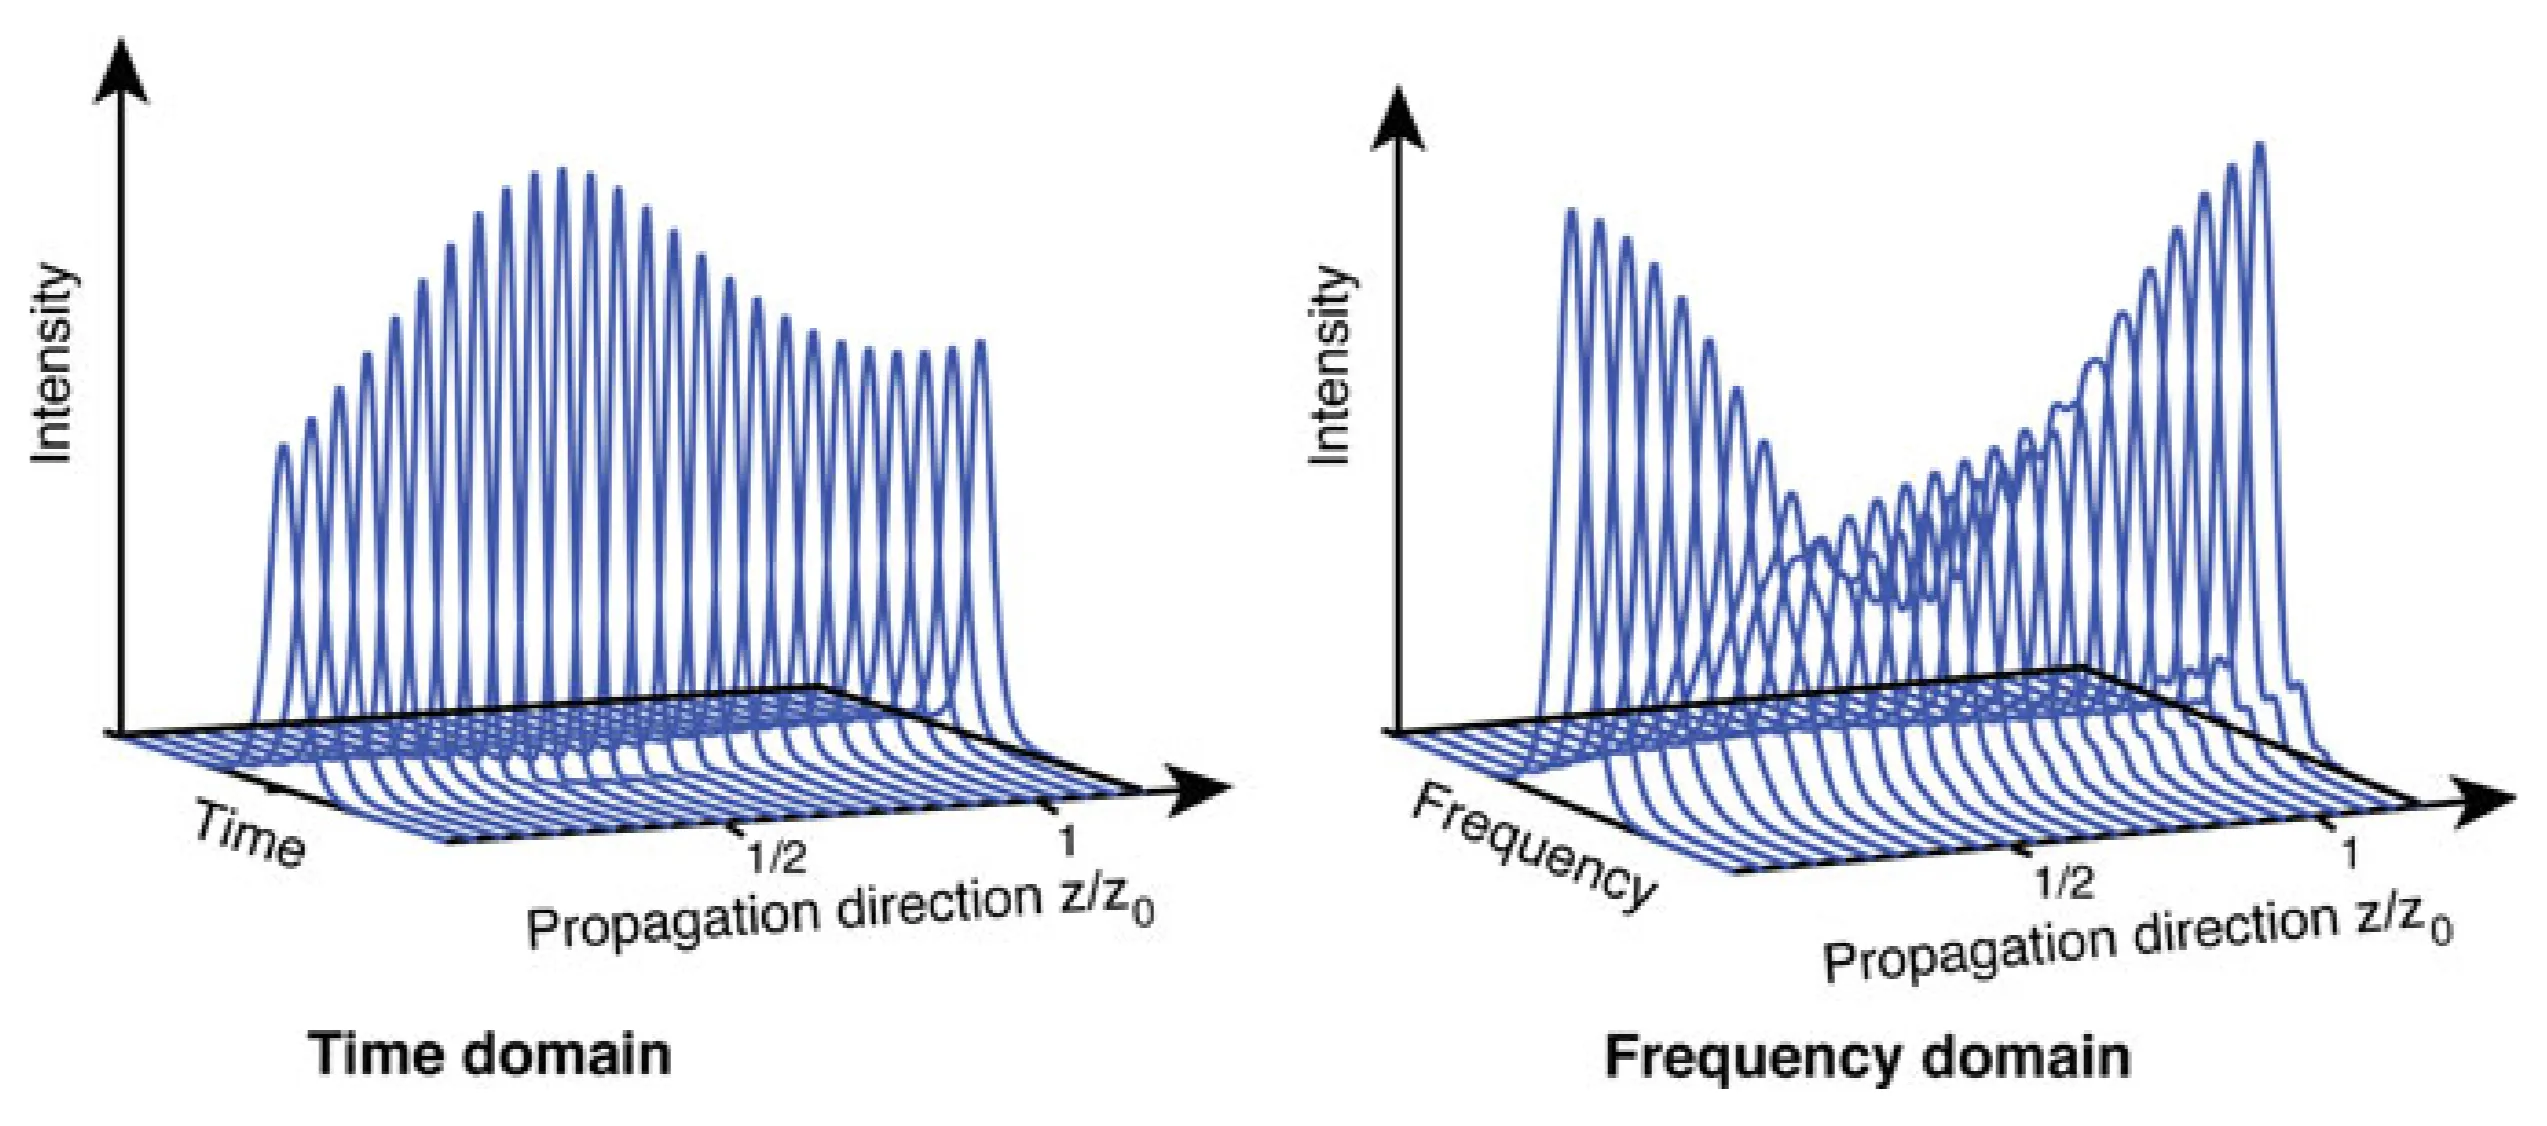 Intensity
Time
1/2
1
Propagation direction z/z0
Time domain
Intensity
Frequency
1/2
1
Propagation direction z/z0
Frequency domain